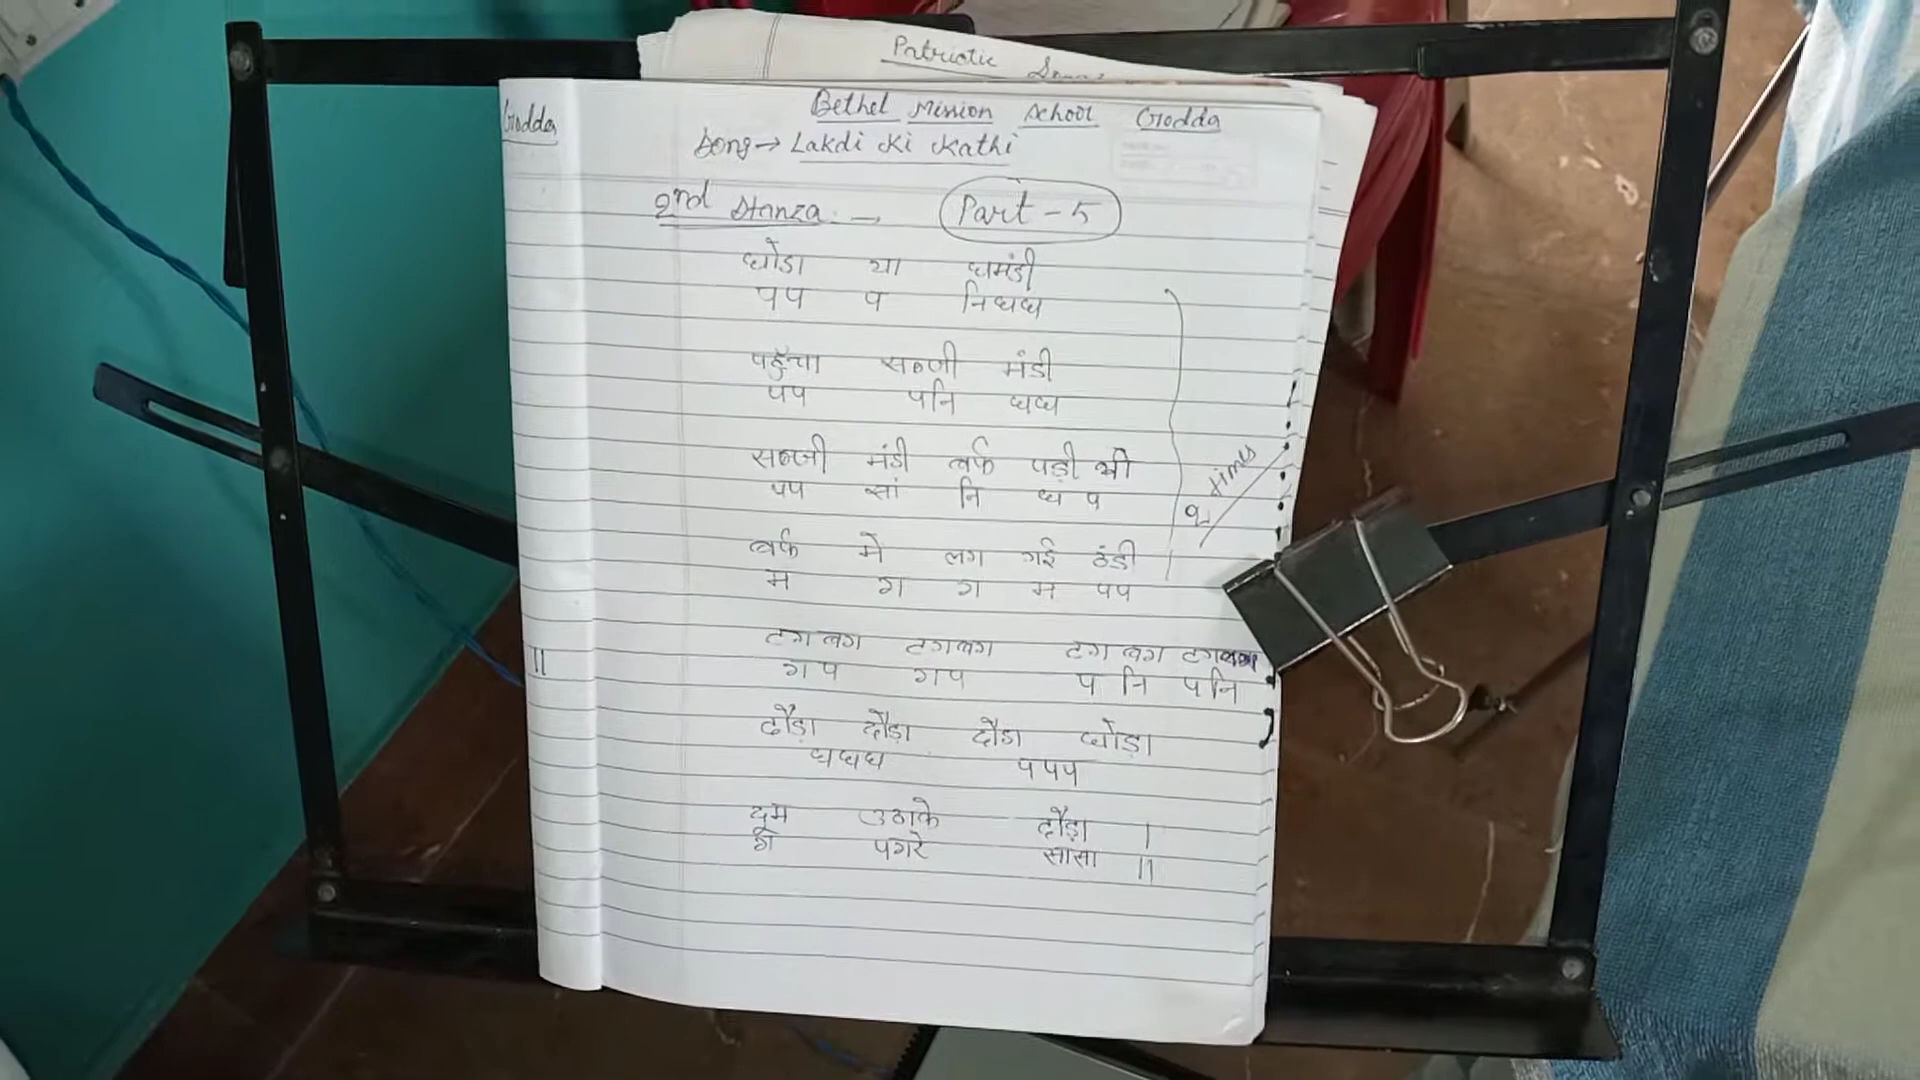 Patriotic
Godda
Bethel Mission School Godda
Song → Lakdi Ki Kathi
2nd Stanza → Part - 5
घोडा था घमंडी
पप प निधध
पहुँचा सब्जी मंडी
पप पनि धध
सब्जी मंडी बर्फ पड़ी थी
पप सां नि ध प
2 times
बर्फ मे लग गई ठंडी
म ग ग म पप
टगबग टगबग टगबग टगबग
गप गप पनि पनि
दौड़ा दौड़ा दौडा घोड़ा
धधध पपप
दूम उठाके दौड़ा ।
ग पगरे सासा ॥
॥